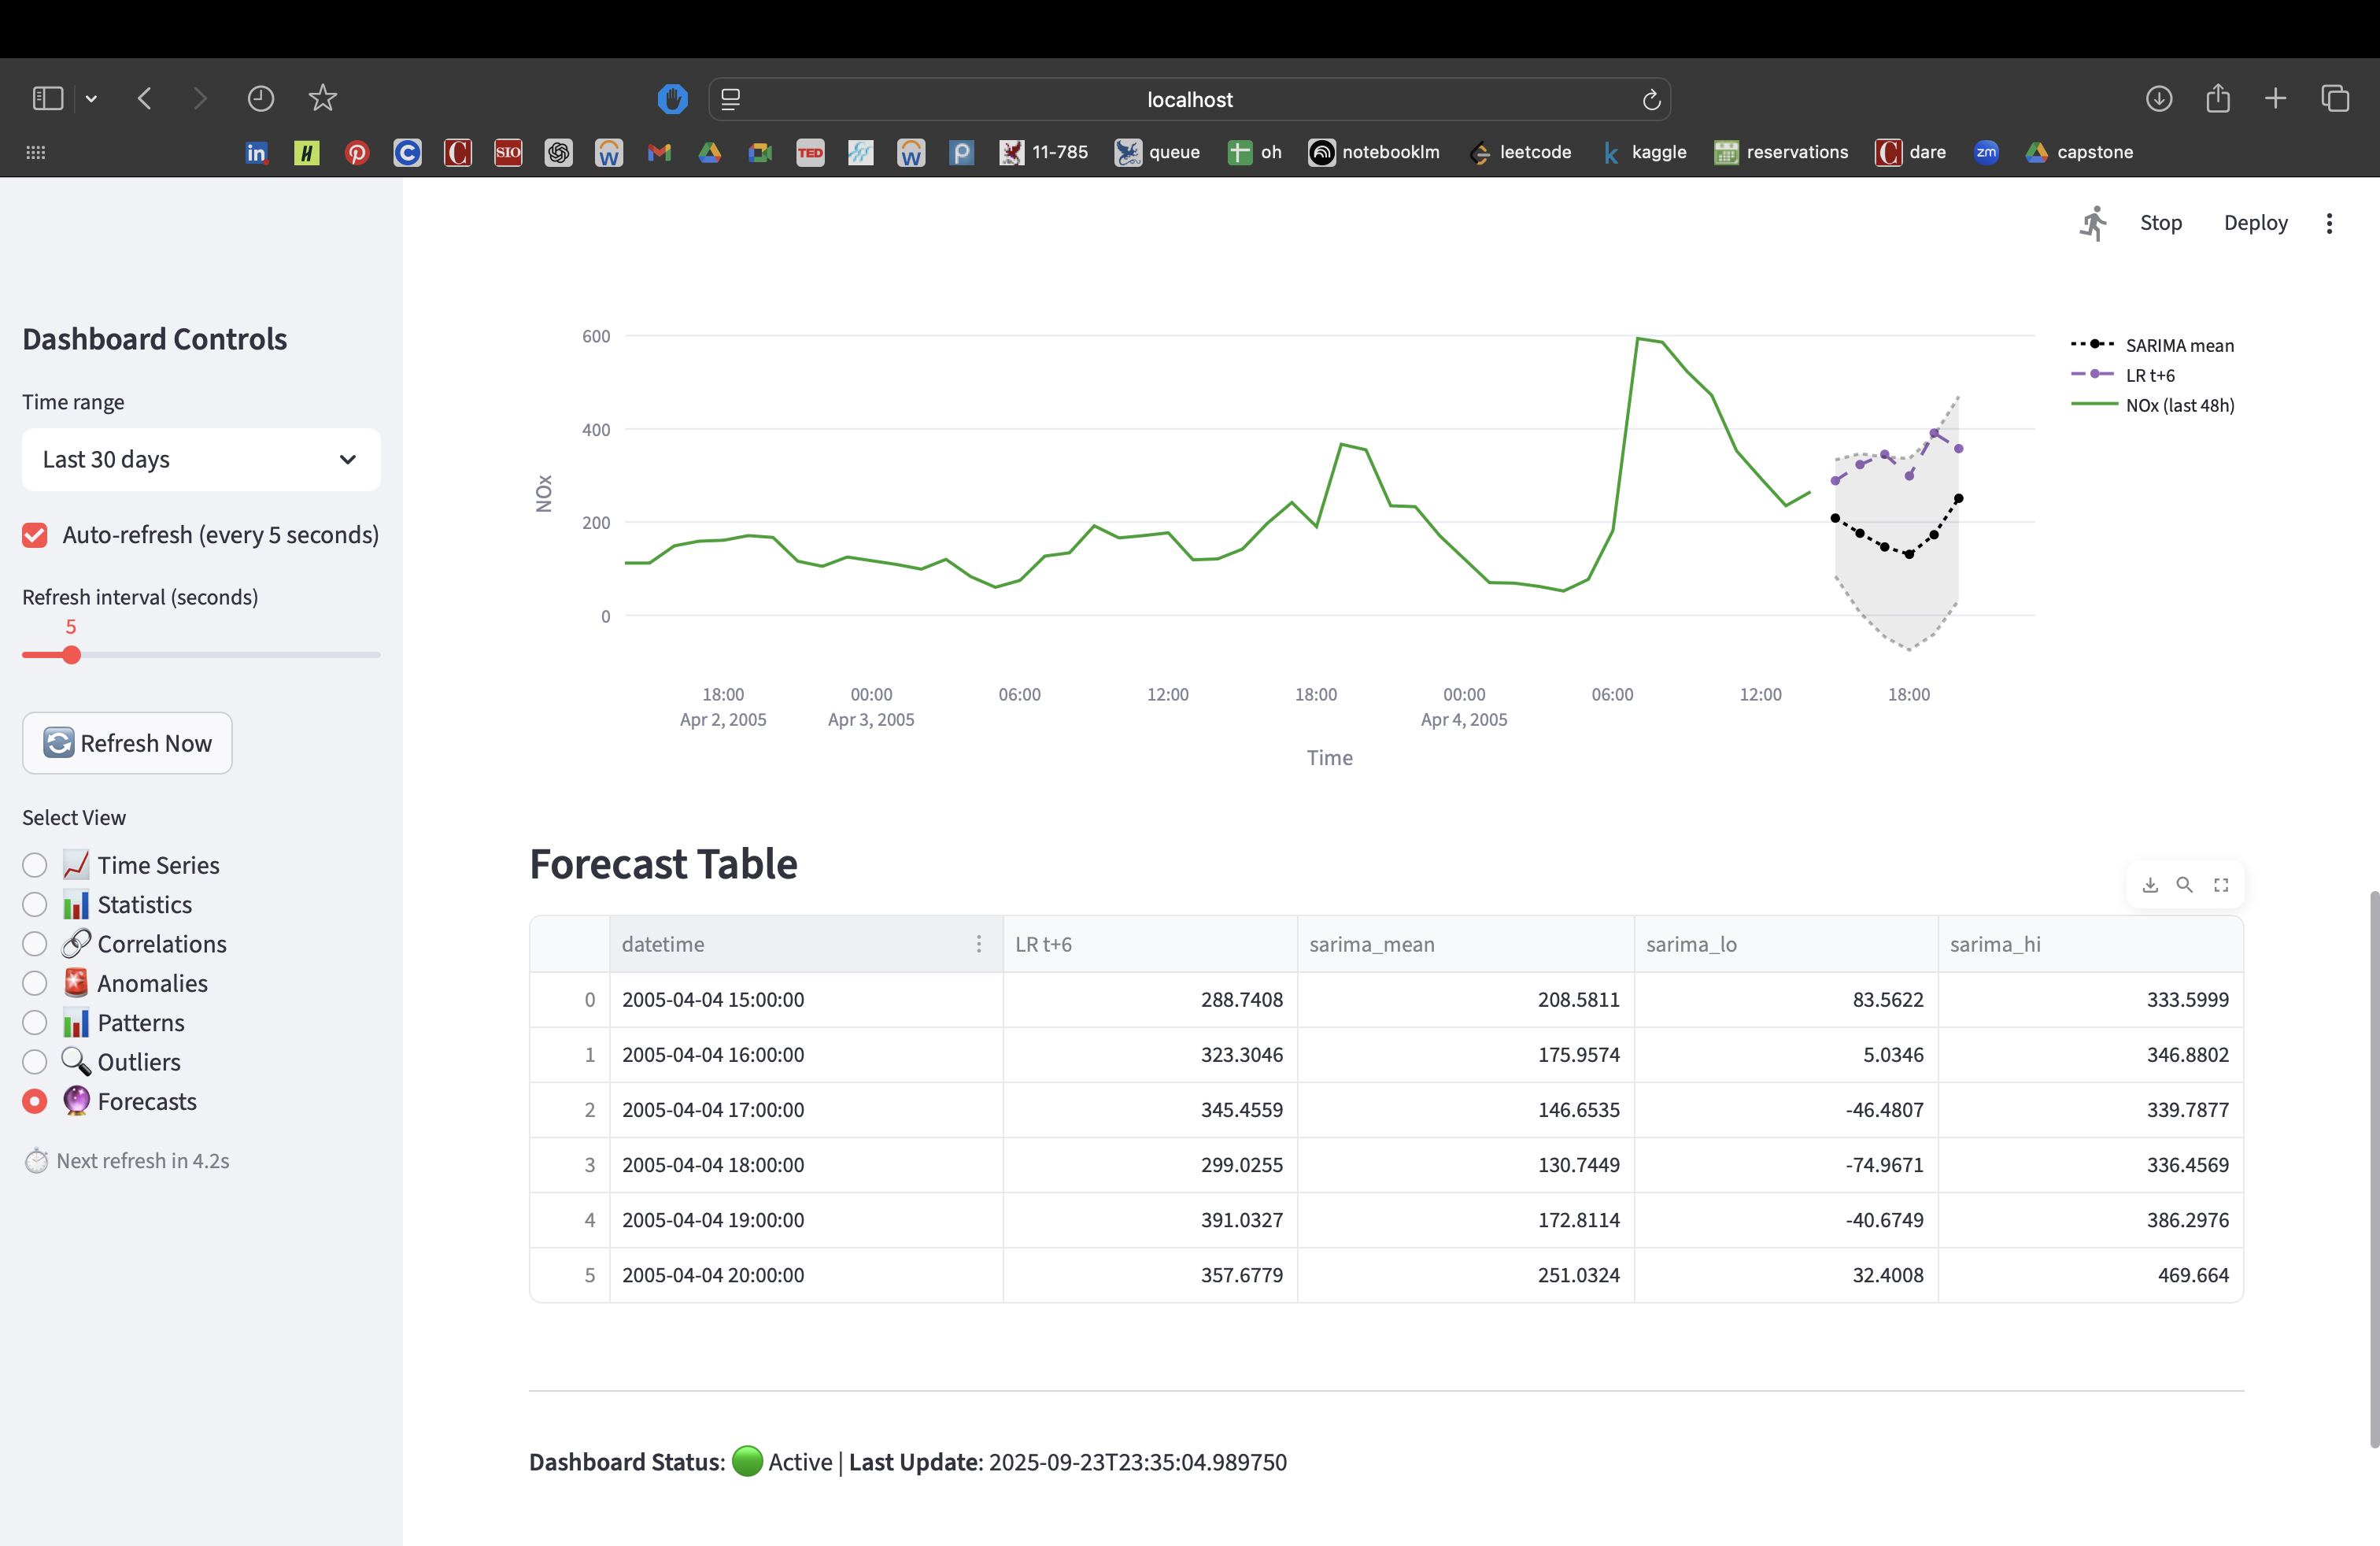 localhost
in H P C C SIO W TED W P 11-785 queue oh notebooklm leetcode k kaggle reservations C dare zm capstone
Stop Deploy
Dashboard Controls
Time range
Last 30 days
Auto-refresh (every 5 seconds)
Refresh interval (seconds)
5
Refresh Now
Select View
Time Series
Statistics
Correlations
Anomalies
Patterns
Outliers
Forecasts
Next refresh in 4.2s
600
400
200
0
NOx
18:00 00:00 06:00 12:00 18:00 00:00 06:00 12:00 18:00
Apr 2, 2005 Apr 3, 2005 Apr 4, 2005
Time
SARIMA mean
LR t+6
NOx (last 48h)
Forecast Table
datetime LR t+6 sarima_mean sarima_lo sarima_hi
0 2005-04-04 15:00:00 288.7408 208.5811 83.5622 333.5999
1 2005-04-04 16:00:00 323.3046 175.9574 5.0346 346.8802
2 2005-04-04 17:00:00 345.4559 146.6535 -46.4807 339.7877
3 2005-04-04 18:00:00 299.0255 130.7449 -74.9671 336.4569
4 2005-04-04 19:00:00 391.0327 172.8114 -40.6749 386.2976
5 2005-04-04 20:00:00 357.6779 251.0324 32.4008 469.664
Dashboard Status: Active | Last Update: 2025-09-23T23:35:04.989750